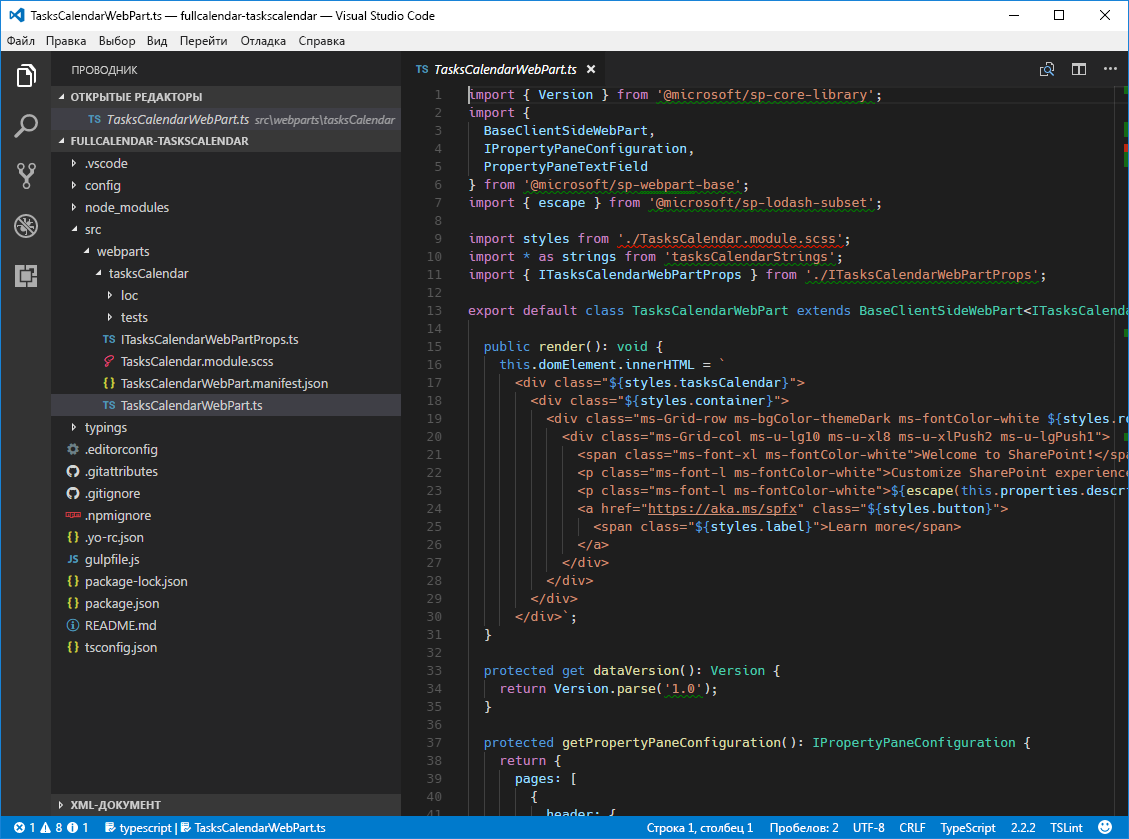 TasksCalendarWebPart.ts — fullcalendar-taskscalendar — Visual Studio Code
Файл Правка Выбор Вид Перейти Отладка Справка
ПРОВОДНИК
ОТКРЫТЫЕ РЕДАКТОРЫ
TS TasksCalendarWebPart.ts src\webparts\tasksCalendar
FULLCALENDAR-TASKSCALENDAR
.vscode
config
node_modules
src
webparts
tasksCalendar
loc
tests
TS ITasksCalendarWebPartProps.ts
TasksCalendar.module.scss
{} TasksCalendarWebPart.manifest.json
TS TasksCalendarWebPart.ts
typings
.editorconfig
.gitattributes
.gitignore
npm .npmignore
{} .yo-rc.json
JS gulpfile.js
{} package-lock.json
{} package.json
README.md
{} tsconfig.json
XML-ДОКУМЕНТ
TS TasksCalendarWebPart.ts
1 import { Version } from '@microsoft/sp-core-library';
2 import {
3 BaseClientSideWebPart,
4 IPropertyPaneConfiguration,
5 PropertyPaneTextField
6 } from '@microsoft/sp-webpart-base';
7 import { escape } from '@microsoft/sp-lodash-subset';
8
9 import styles from './TasksCalendar.module.scss';
10 import * as strings from 'tasksCalendarStrings';
11 import { ITasksCalendarWebPartProps } from './ITasksCalendarWebPartProps';
12
13 export default class TasksCalendarWebPart extends BaseClientSideWebPart<ITasksCalenda
14
15 public render(): void {
16 this.domElement.innerHTML = `
17 <div class="${styles.tasksCalendar}">
18 <div class="${styles.container}">
19 <div class="ms-Grid-row ms-bgColor-themeDark ms-fontColor-white ${styles.ro
20 <div class="ms-Grid-col ms-u-lg10 ms-u-xl8 ms-u-xlPush2 ms-u-lgPush1">
21 <span class="ms-font-xl ms-fontColor-white">Welcome to SharePoint!</spa
22 <p class="ms-font-l ms-fontColor-white">Customize SharePoint experienc
23 <p class="ms-font-l ms-fontColor-white">${escape(this.properties.descri
24 <a href="https://aka.ms/spfx" class="${styles.button}">
25 <span class="${styles.label}">Learn more</span>
26 </a>
27 </div>
28 </div>
29 </div>
30 </div>`;
31 }
32
33 protected get dataVersion(): Version {
34 return Version.parse('1.0');
35 }
36
37 protected getPropertyPaneConfiguration(): IPropertyPaneConfiguration {
38 return {
39 pages: [
40 {
41 header: {
1 8 1 typescript | TasksCalendarWebPart.ts Строка 1, столбец 1 Пробелов: 2 UTF-8 CRLF TypeScript 2.2.2 TSLint